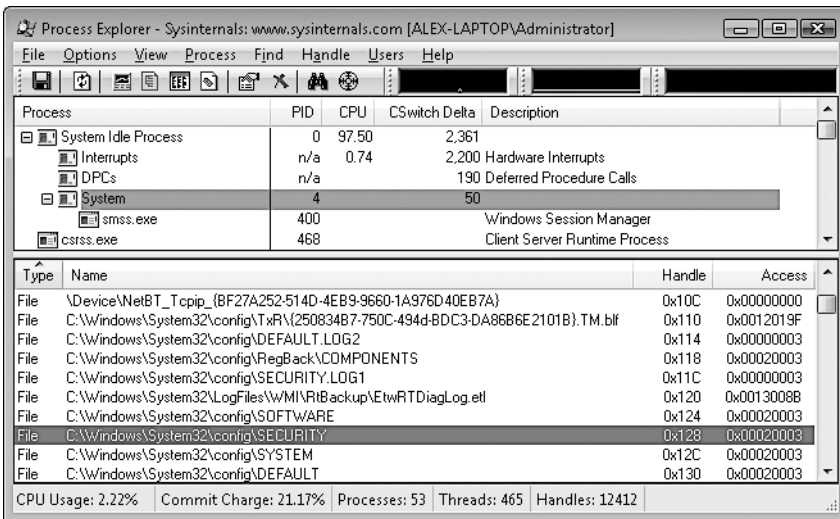 Process Explorer - Sysinternals: www.sysinternals.com [ALEX-LAPTOP\Administrator]
File Options View Process Find Handle Users Help
Process PID CPU CSwitch Delta Description
System Idle Process 0 97.50 2,361
Interrupts n/a 0.74 2,200 Hardware Interrupts
DPCs n/a 190 Deferred Procedure Calls
System 4 50
smss.exe 400 Windows Session Manager
csrss.exe 468 Client Server Runtime Process
Type Name Handle Access
File \Device\NetBT_Tcpip_{BF27A252-514D-4EB9-9660-1A976D40EB7A} 0x10C 0x00000000
File C:\Windows\System32\config\TxR\{250834B7-750C-494d-BDC3-DA86B6E2101B}.TM.blf 0x110 0x0012019F
File C:\Windows\System32\config\DEFAULT.LOG2 0x114 0x00000003
File C:\Windows\System32\config\RegBack\COMPONENTS 0x118 0x00020003
File C:\Windows\System32\config\SECURITY.LOG1 0x11C 0x00000003
File C:\Windows\System32\LogFiles\WMI\RtBackup\EtwRTDiagLog.etl 0x120 0x0013008B
File C:\Windows\System32\config\SOFTWARE 0x124 0x00020003
File C:\Windows\System32\config\SECURITY 0x128 0x00020003
File C:\Windows\System32\config\SYSTEM 0x12C 0x00020003
File C:\Windows\System32\config\DEFAULT 0x130 0x00020003
CPU Usage: 2.22% Commit Charge: 21.17% Processes: 53 Threads: 465 Handles: 12412